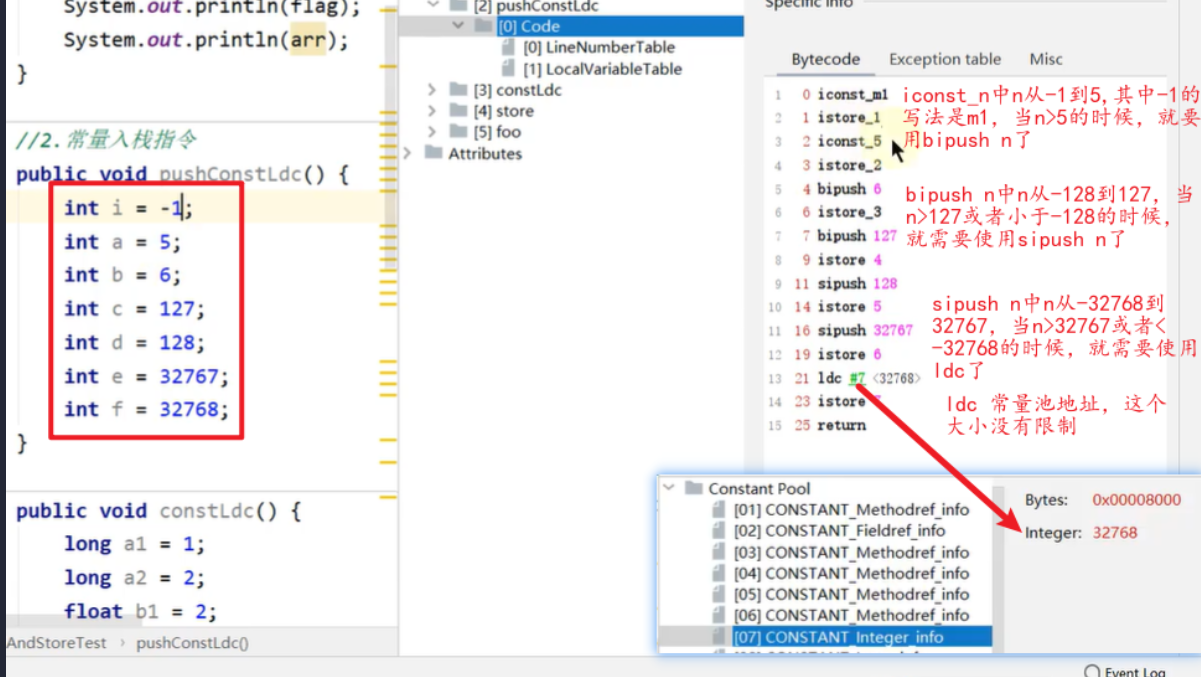 System.out.println(flag);
System.out.println(arr);
}
//2.常量入栈指令
public void pushConstLdc() {
int i = -1;
int a = 5;
int b = 6;
int c = 127;
int d = 128;
int e = 32767;
int f = 32768;
}
public void constLdc() {
long a1 = 1;
long a2 = 2;
float b1 = 2;
AndStoreTest › pushConstLdc()
[2] pushConstLdc
[0] Code
[0] LineNumberTable
[1] LocalVariableTable
[3] constLdc
[4] store
[5] foo
Attributes
Specific info
Bytecode Exception table Misc
1 0 iconst_m1
2 1 istore_1
3 2 iconst_5
4 3 istore_2
5 4 bipush 6
6 6 istore_3
7 7 bipush 127
8 9 istore 4
9 11 sipush 128
10 14 istore 5
11 16 sipush 32767
12 19 istore 6
13 21 ldc #7 <32768>
14 23 istore 7
15 25 return
iconst_n中n从-1到5,其中-1的
写法是m1，当n>5的时候，就要
用bipush n了
bipush n中n从-128到127，当
n>127或者小于-128的时候，
就需要使用sipush n了
sipush n中n从-32768到
32767，当n>32767或者<
-32768的时候，就需要使用
ldc了
ldc 常量池地址，这个
大小没有限制
Constant Pool
[01] CONSTANT_Methodref_info
[02] CONSTANT_Fieldref_info
[03] CONSTANT_Methodref_info
[04] CONSTANT_Methodref_info
[05] CONSTANT_Methodref_info
[06] CONSTANT_Methodref_info
[07] CONSTANT_Integer_info
Bytes: 0x00008000
Integer: 32768
Event Log